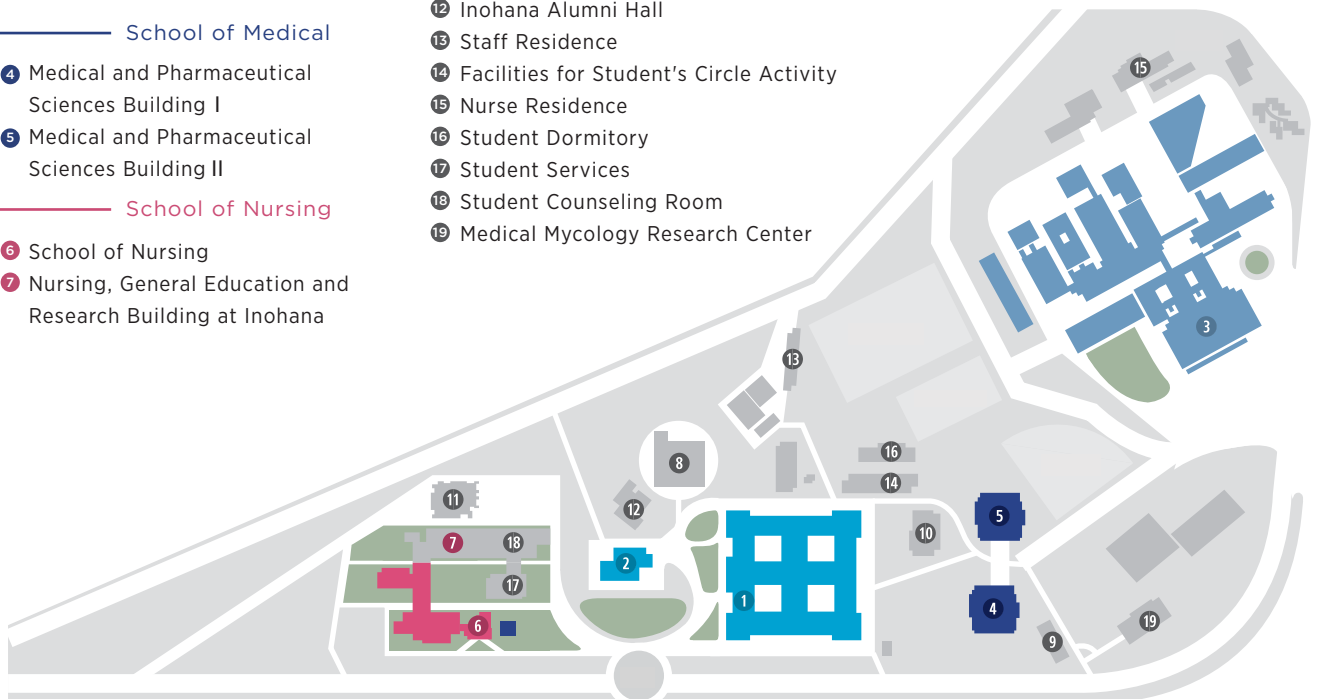 School of Medical
4 Medical and Pharmaceutical
Sciences Building I
5 Medical and Pharmaceutical
Sciences Building II
School of Nursing
6 School of Nursing
7 Nursing, General Education and
Research Building at Inohana
12 Inohana Alumni Hall
13 Staff Residence
14 Facilities for Student's Circle Activity
15 Nurse Residence
16 Student Dormitory
17 Student Services
18 Student Counseling Room
19 Medical Mycology Research Center
15
3
13
16
8
14
11
12
5
10
7
18
2
17
1
4
6
19
9